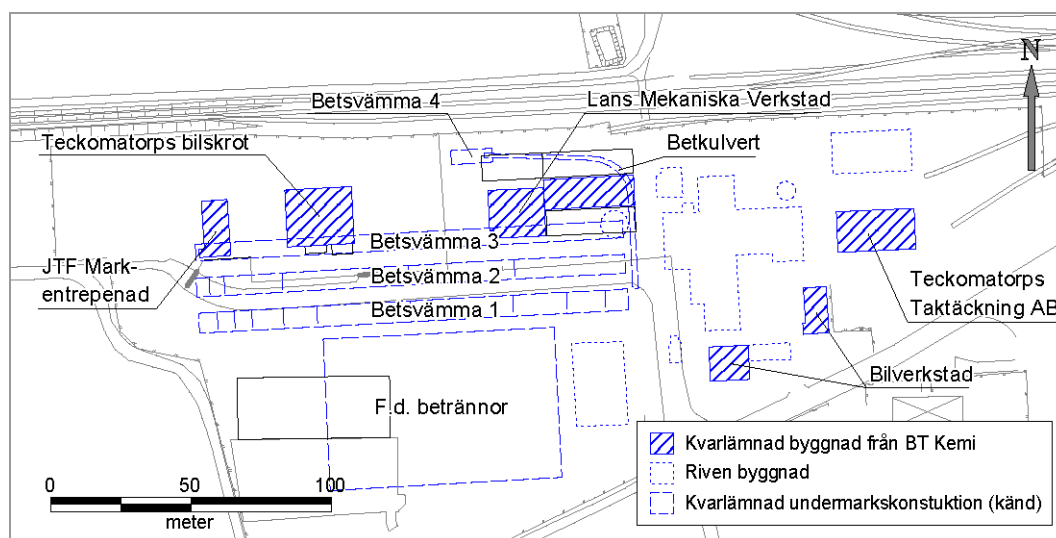 N
Betsvämma 4
Lans Mekaniska Verkstad
Teckomatorps bilskrot
Betkulvert
Betsvämma 3
JTF Mark-
entrepenad
Betsvämma 2
Betsvämma 1
Teckomatorps
Taktäckning AB
Bilverkstad
F.d. betrännor
0 50 100
meter
Kvarlämnad byggnad från BT Kemi
Riven byggnad
Kvarlämnad undermarkskonstuktion (känd)